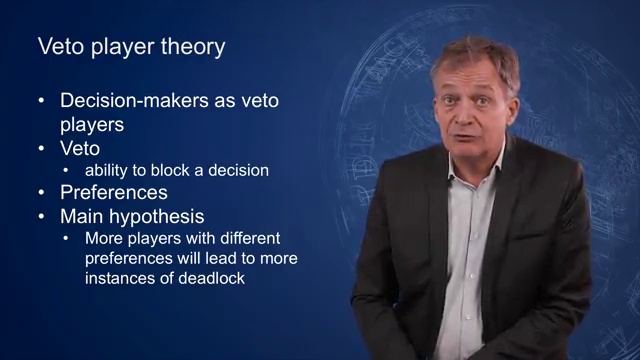 Veto player theory
• Decision-makers as veto
players
• Veto
• ability to block a decision
• Preferences
• Main hypothesis
• More players with different
preferences will lead to more
instances of deadlock